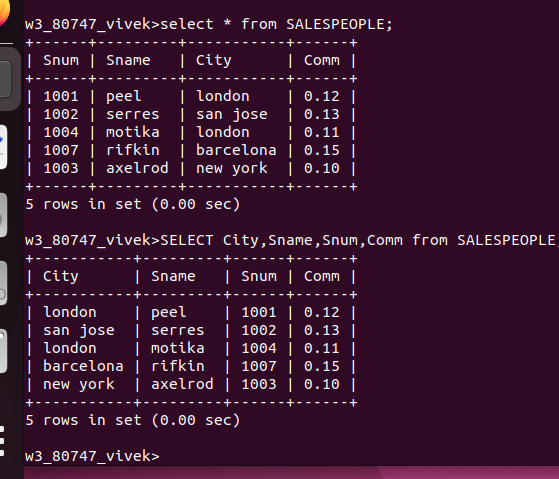 w3_80747_vivek>select * from SALESPEOPLE;
+------+---------+-----------+------+
| Snum | Sname   | City      | Comm |
+------+---------+-----------+------+
| 1001 | peel    | london    | 0.12 |
| 1002 | serres  | san jose  | 0.13 |
| 1004 | motika  | london    | 0.11 |
| 1007 | rifkin  | barcelona | 0.15 |
| 1003 | axelrod | new york  | 0.10 |
+------+---------+-----------+------+
5 rows in set (0.00 sec)
w3_80747_vivek>SELECT City,Sname,Snum,Comm from SALESPEOPLE;
+-----------+---------+------+------+
| City      | Sname   | Snum | Comm |
+-----------+---------+------+------+
| london    | peel    | 1001 | 0.12 |
| san jose  | serres  | 1002 | 0.13 |
| london    | motika  | 1004 | 0.11 |
| barcelona | rifkin  | 1007 | 0.15 |
| new york  | axelrod | 1003 | 0.10 |
+-----------+---------+------+------+
5 rows in set (0.00 sec)
w3_80747_vivek>